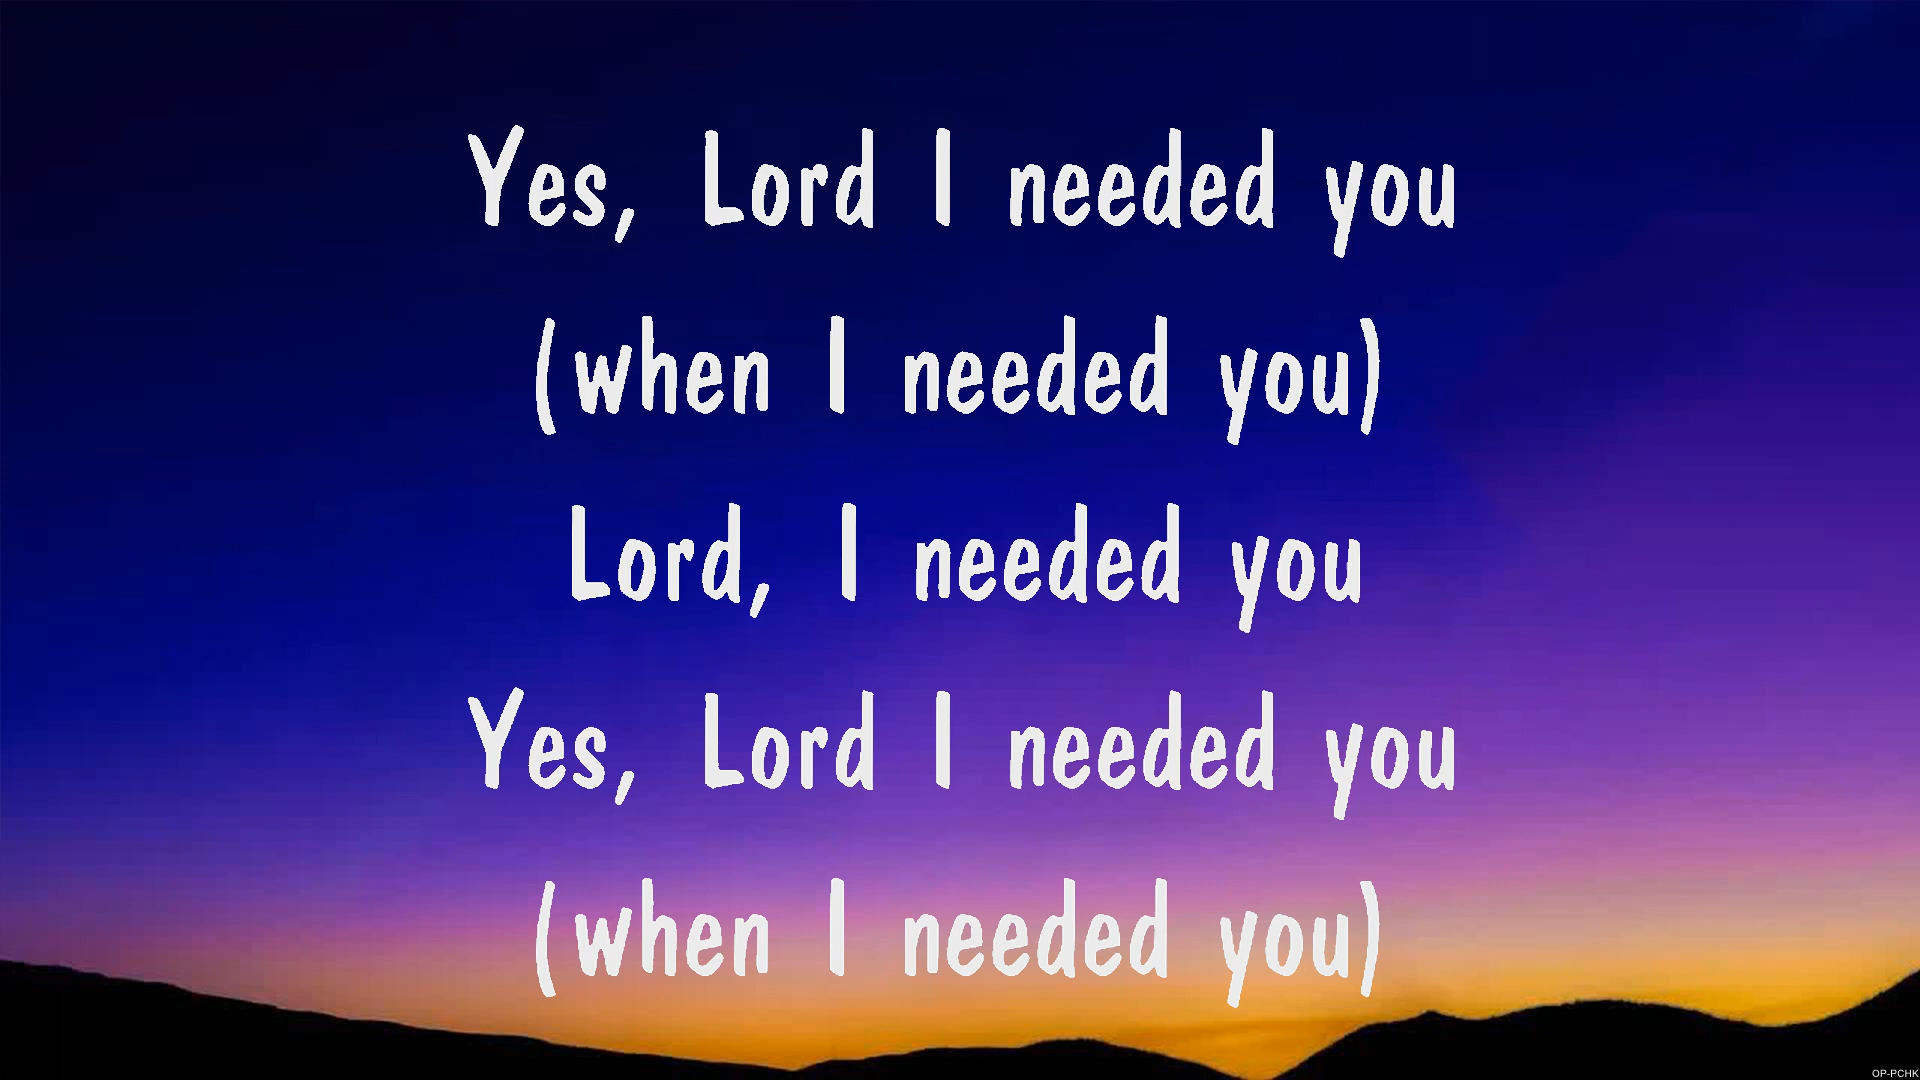 Yes, Lord I needed you
(when I needed you)
Lord, I needed you
Yes, Lord I needed you
(when I needed you)
OP-PCHK